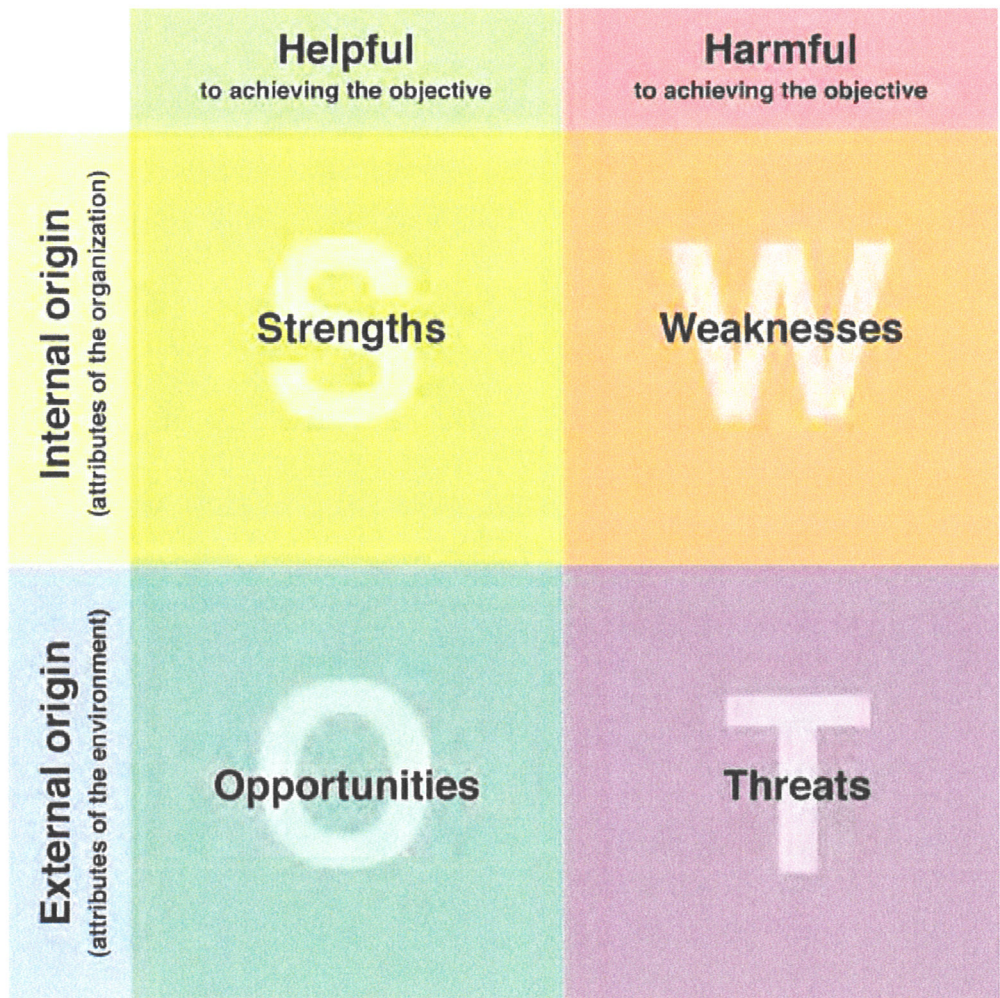 Helpful
to achieving the objective
Harmful
to achieving the objective
Internal origin
(attributes of the organization)
S
Strengths
W
Weaknesses
External origin
(attributes of the environment)
O
Opportunities
T
Threats